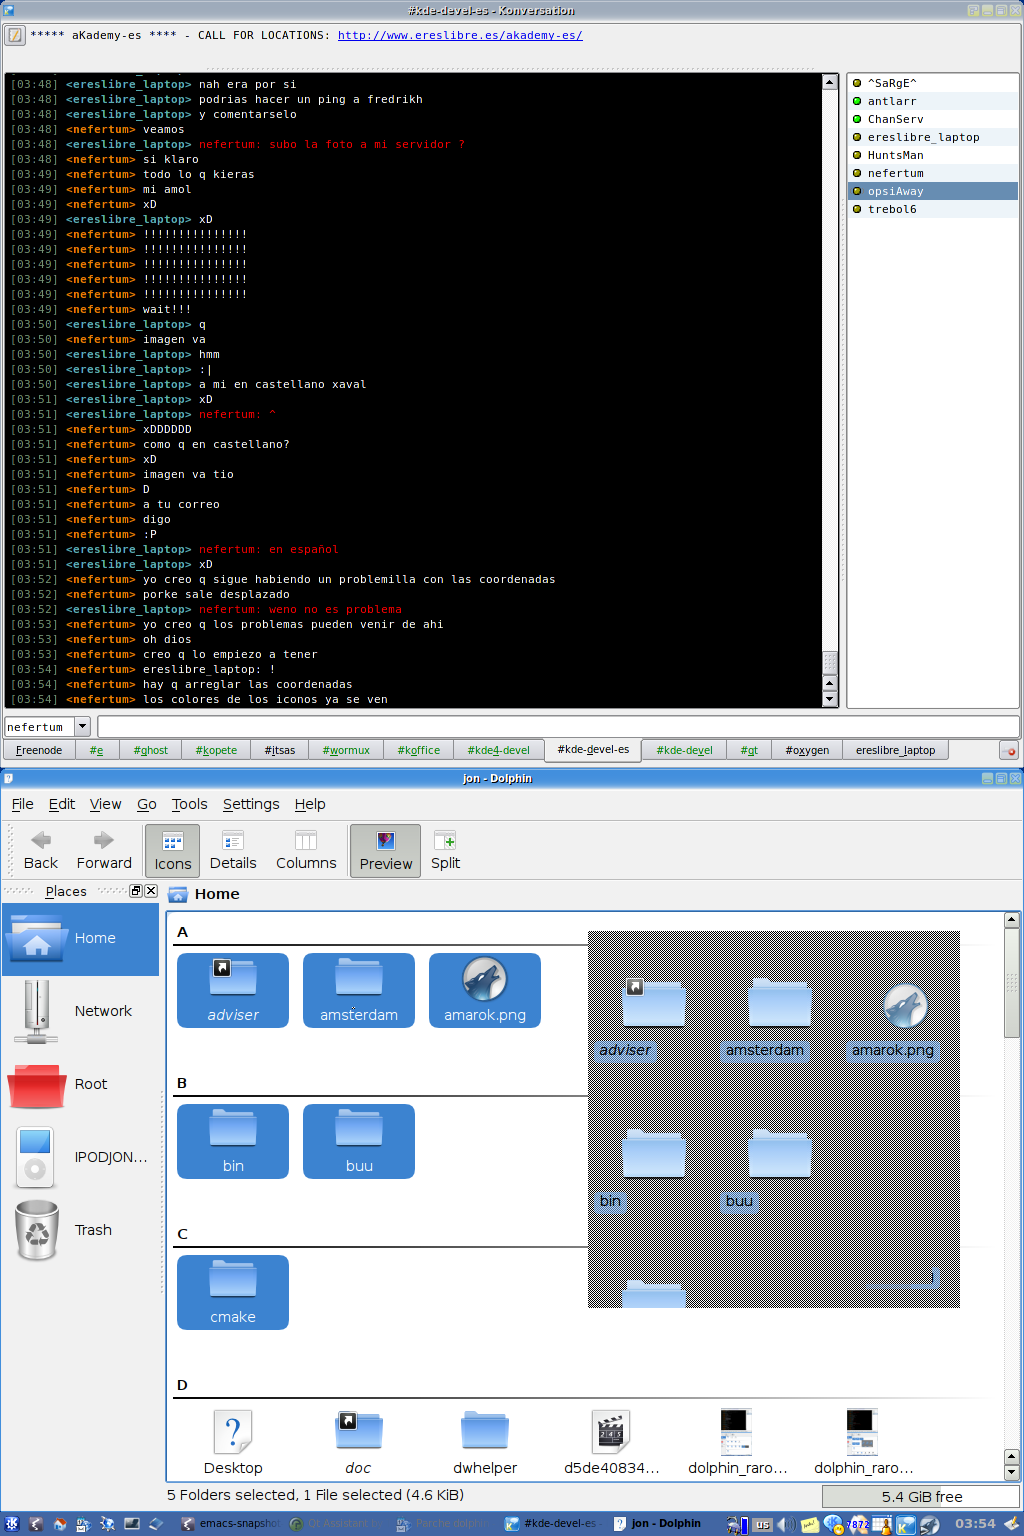 #kde-devel-es - Konversation
***** aKademy-es **** - CALL FOR LOCATIONS: http://www.ereslibre.es/akademy-es/
[03:48] <ereslibre_laptop> nah era por si
[03:48] <ereslibre_laptop> podrias hacer un ping a fredrikh
[03:48] <ereslibre_laptop> y comentarselo
[03:48] <nefertum> veamos
[03:48] <ereslibre_laptop> nefertum: subo la foto a mi servidor ?
[03:48] <nefertum> si klaro
[03:49] <nefertum> todo lo q kieras
[03:49] <nefertum> mi amol
[03:49] <nefertum> xD
[03:49] <ereslibre_laptop> xD
[03:49] <nefertum> !!!!!!!!!!!!!!!
[03:49] <nefertum> !!!!!!!!!!!!!!!
[03:49] <nefertum> !!!!!!!!!!!!!!!
[03:49] <nefertum> !!!!!!!!!!!!!!!
[03:49] <nefertum> !!!!!!!!!!!!!!!
[03:49] <nefertum> wait!!!
[03:50] <ereslibre_laptop> q
[03:50] <nefertum> imagen va
[03:50] <ereslibre_laptop> hmm
[03:50] <ereslibre_laptop> :|
[03:50] <ereslibre_laptop> a mi en castellano xaval
[03:51] <ereslibre_laptop> xD
[03:51] <ereslibre_laptop> nefertum: ^
[03:51] <nefertum> xDDDDDD
[03:51] <nefertum> como q en castellano?
[03:51] <nefertum> xD
[03:51] <nefertum> imagen va tio
[03:51] <nefertum> D
[03:51] <nefertum> a tu correo
[03:51] <nefertum> digo
[03:51] <nefertum> :P
[03:51] <ereslibre_laptop> nefertum: en español
[03:51] <ereslibre_laptop> xD
[03:52] <nefertum> yo creo q sigue habiendo un problemilla con las coordenadas
[03:52] <nefertum> porke sale desplazado
[03:52] <ereslibre_laptop> nefertum: weno no es problema
[03:53] <nefertum> yo creo q los problemas pueden venir de ahi
[03:53] <nefertum> oh dios
[03:53] <nefertum> creo q lo empiezo a tener
[03:54] <nefertum> ereslibre_laptop: !
[03:54] <nefertum> hay q arreglar las coordenadas
[03:54] <nefertum> los colores de los iconos ya se ven
^SaRgE^
antlarr
ChanServ
ereslibre_laptop
HuntsMan
nefertum
opsiAway
trebol6
nefertum
Freenode #e #ghost #kopete #itsas #wormux #koffice #kde4-devel #kde-devel-es #kde-devel #gt #oxygen ereslibre_laptop
jon - Dolphin
File Edit View Go Tools Settings Help
Back Forward Icons Details Columns Preview Split
Places
Home
Network
Root
IPODJON...
Trash
Home
A
adviser amsterdam amarok.png
adviser amsterdam amarok.png
B
bin buu
bin buu
C
cmake
D
Desktop doc dwhelper d5de40834... dolphin_raro... dolphin_raro...
5 Folders selected, 1 File selected (4.6 KiB)
5.4 GiB free
emacs-snapshot Qt Assistant Parche dolphin #kde-devel-es - jon - Dolphin us 7872 03:54